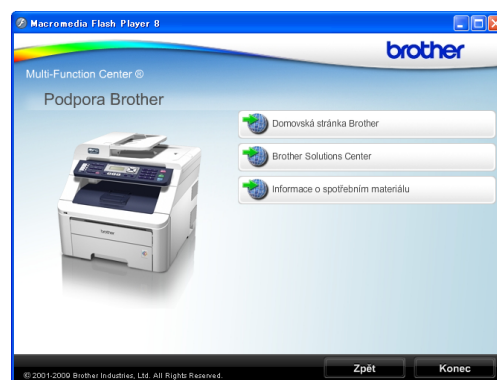 Macromedia Flash Player 8
brother
Multi-Function Center ®
Podpora Brother
Domovská stránka Brother
Brother Solutions Center
Informace o spotřebním materiálu
brother
Zpět
Konec
© 2001-2009 Brother Industries, Ltd. All Rights Reserved.